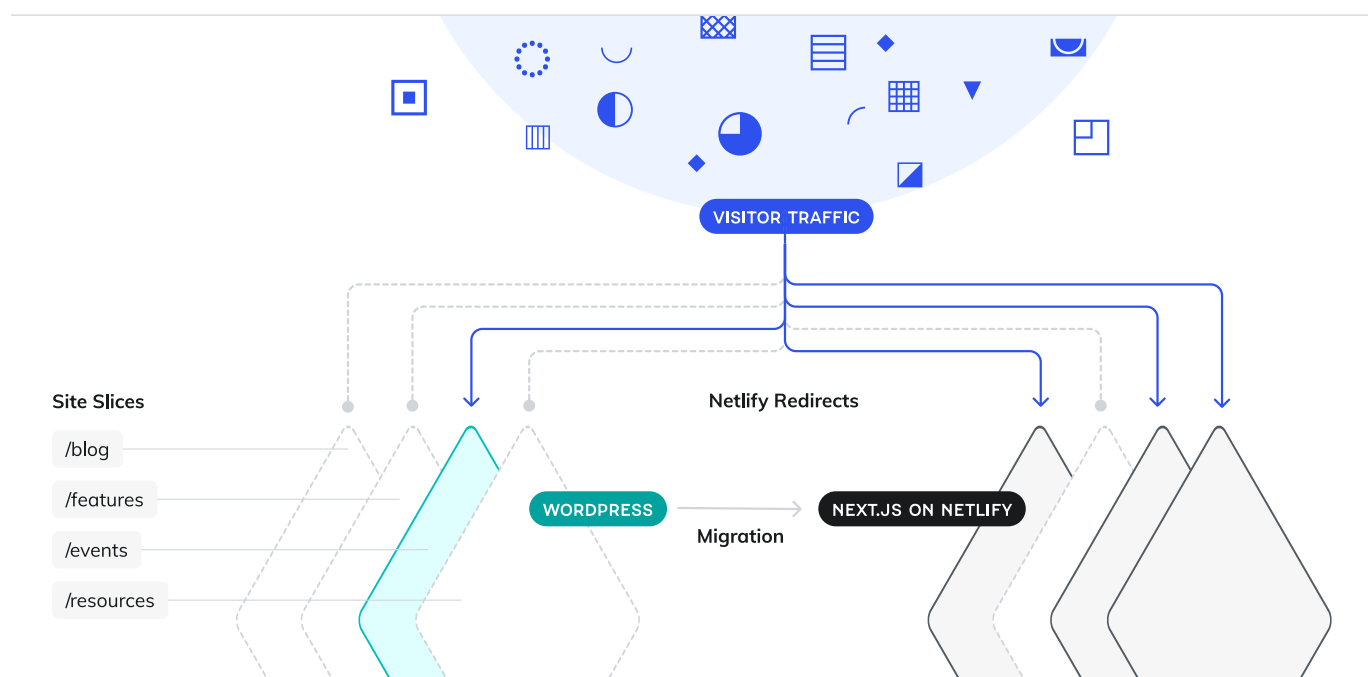 VISITOR TRAFFIC
Site Slices
Netlify Redirects
/blog
/features
WORDPRESS
NEXT.JS ON NETLIFY
Migration
/events
/resources